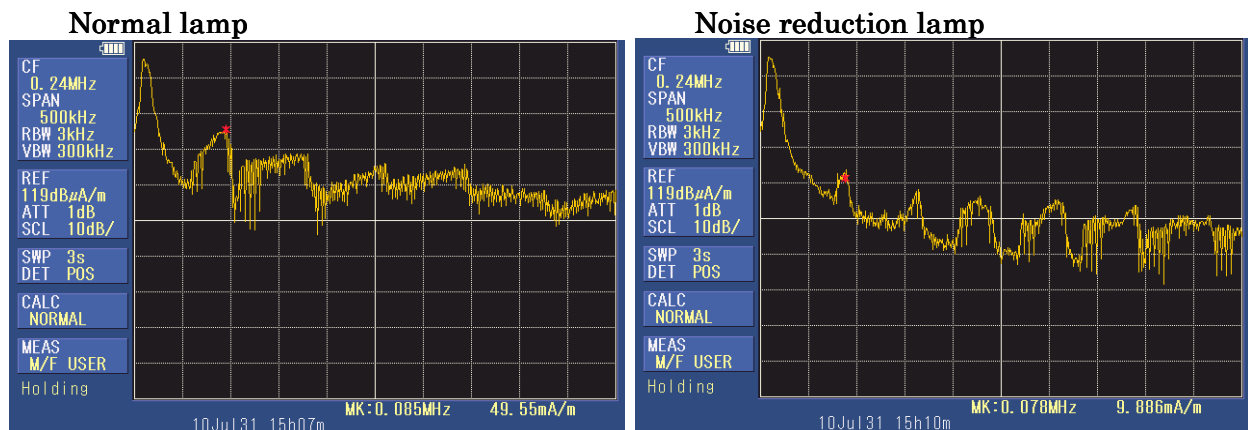 Normal lamp
CF
0.24MHz
SPAN
500kHz
RBW 3kHz
VBW 300kHz
REF
119dBμA/m
ATT 1dB
SCL 10dB/
SWP 3s
DET POS
CALC
NORMAL
MEAS
M/F USER
Holding
MK:0.085MHz 49.55mA/m
10Jul31 15h07m
Noise reduction lamp
CF
0.24MHz
SPAN
500kHz
RBW 3kHz
VBW 300kHz
REF
119dBμA/m
ATT 1dB
SCL 10dB/
SWP 3s
DET POS
CALC
NORMAL
MEAS
M/F USER
Holding
MK:0.078MHz 9.886mA/m
10Jul31 15h10m